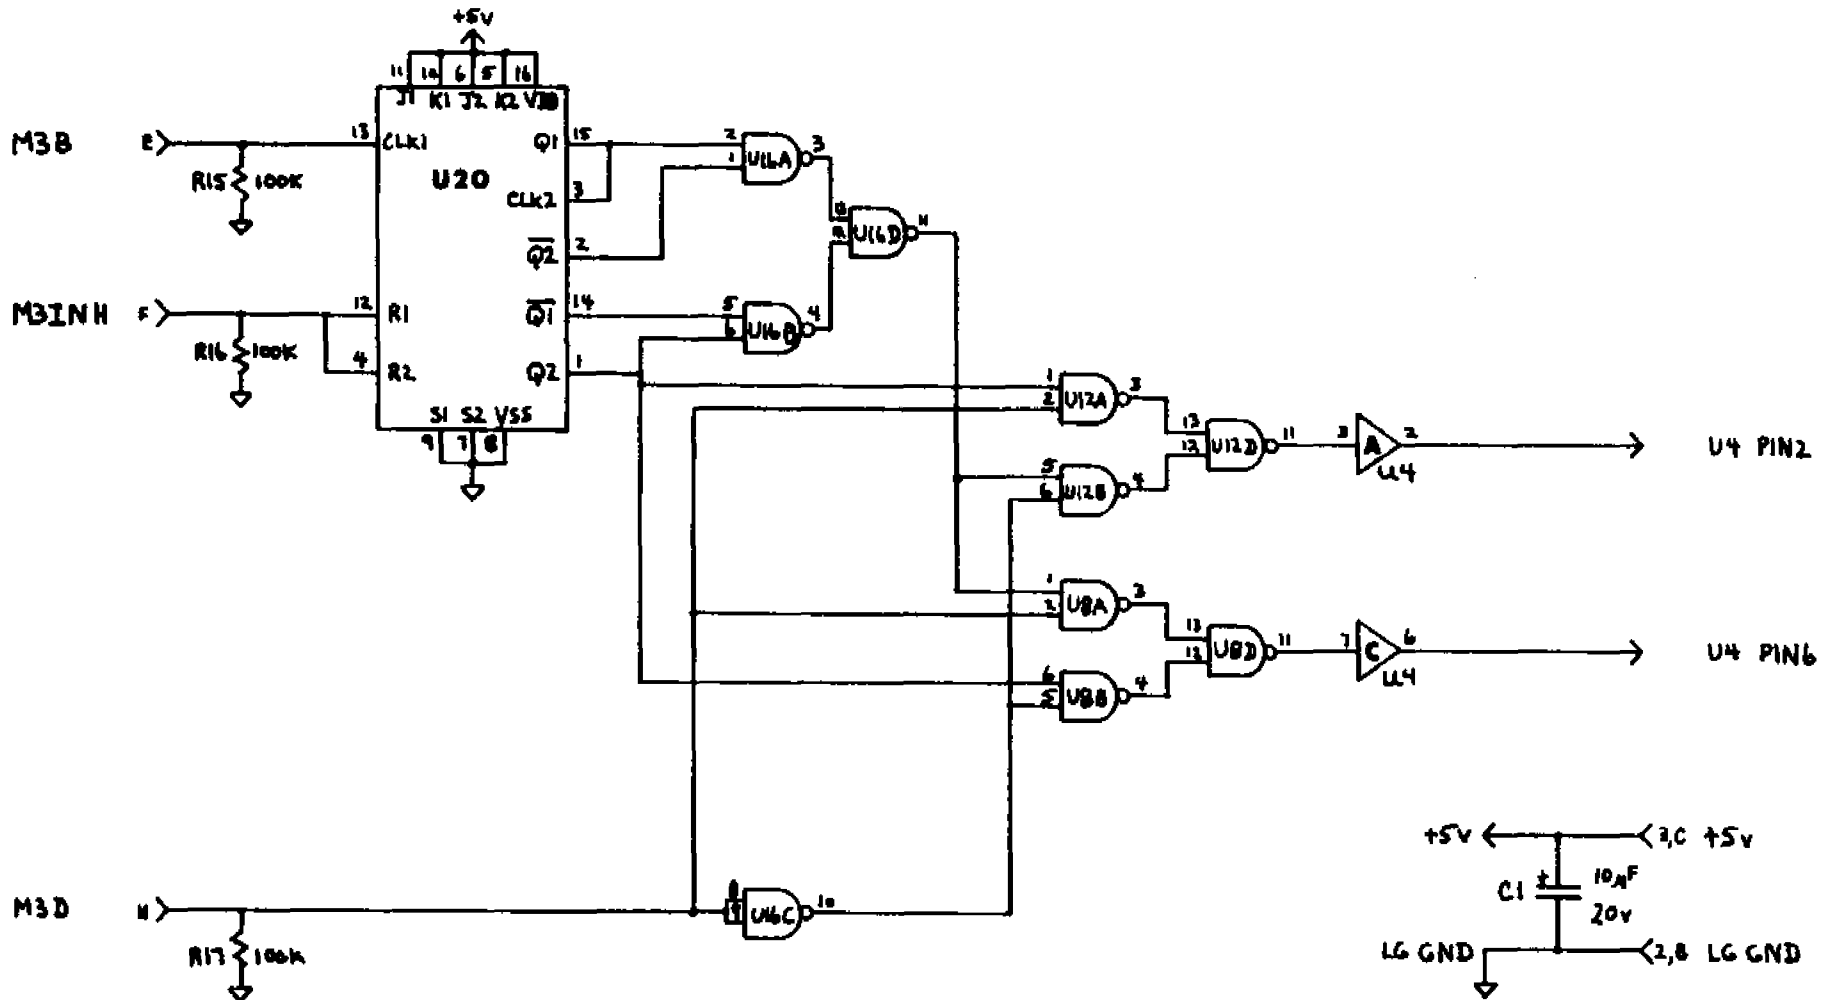 +5V
11 10 6 5 16
J1 K1 J2 K2 VDD
M3B E 13 CLK1 Q1 15
R15 100K
U20
CLK2 3
Q2 2
M3INH F 12 R1 Q1 14
R16 100K
4 R2 Q2 1
S1 S2 VSS
9 7 8
2 1 U16A 3
13 12 U16D 11
5 6 U16B 4
1 2 U12A 3
13 12 U12D 11
3 A 2 U4
U4 PIN2
5 6 U12B 4
1 2 U8A 3
13 12 U8D 11
7 C 6 U4
U4 PIN6
6 5 U8B 4
M3D H
R17 100K
U16C 10
+5V 3,C +5V
C1 + 10µF
20V
LG GND 2,B LG GND